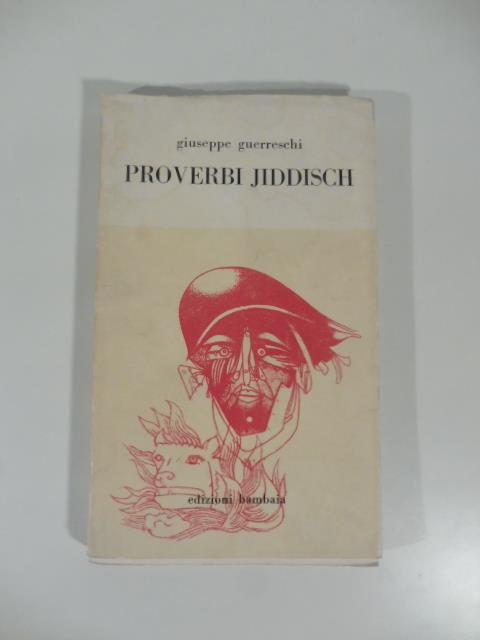 giuseppe guerreschi
PROVERBI JIDDISCH
edizioni bambaia